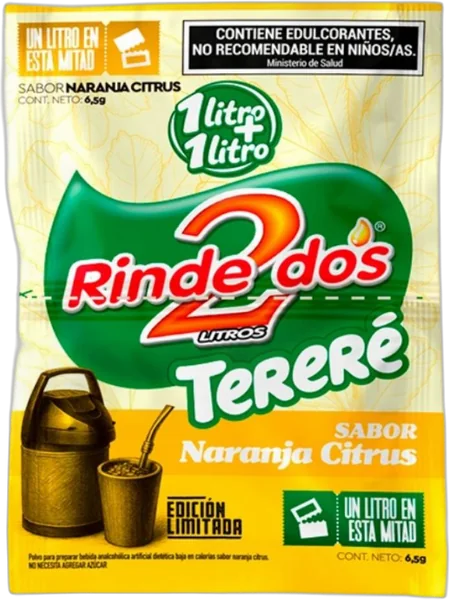 UN LITRO EN
ESTA MITAD
CONTIENE EDULCORANTES,
NO RECOMENDABLE EN NIÑOS/AS.
Ministerio de Salud
SABOR NARANJA CITRUS
CONT. NETO: 6,5g
1 litro
+
1 litro
Rinde 2 dos
®
LITROS
TERERÉ
SABOR
Naranja Citrus
EDICIÓN
LIMITADA
UN LITRO EN
ESTA MITAD
Polvo para preparar bebida analcohólica artificial dietética baja en calorías sabor naranja citrus.
NO NECESITA AGREGAR AZÚCAR
CONT. NETO: 6,5g